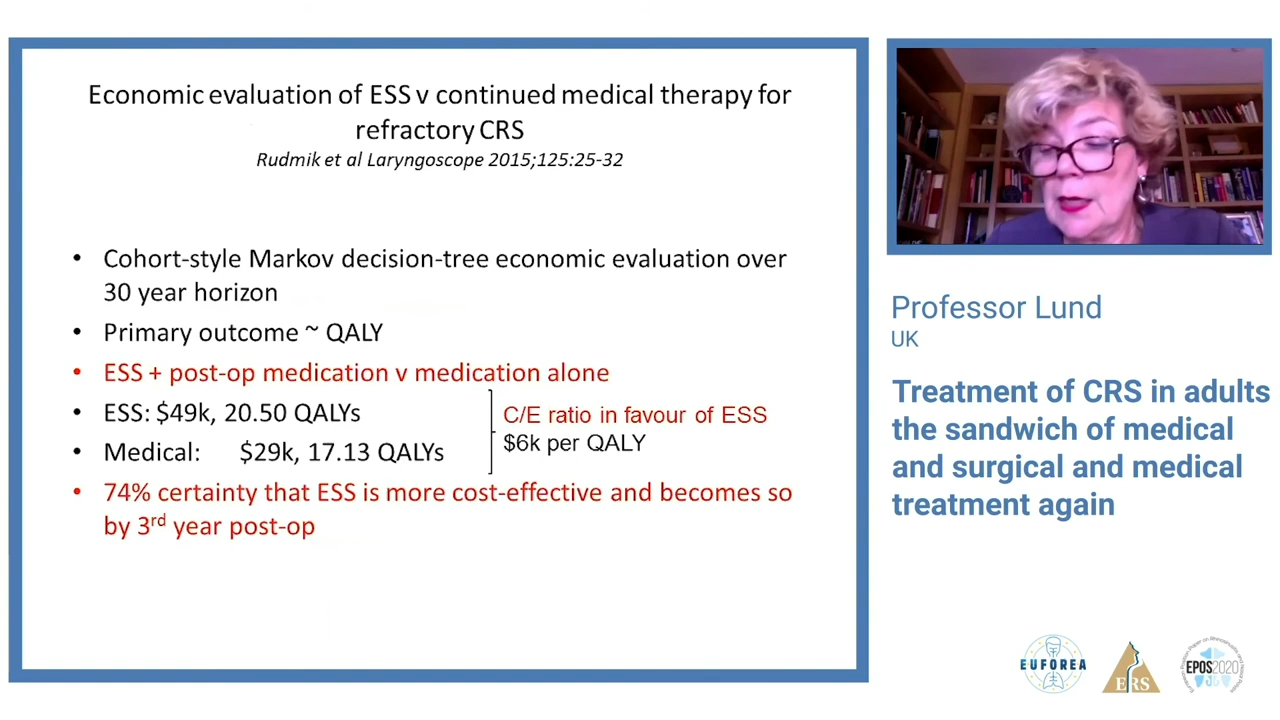 Economic evaluation of ESS v continued medical therapy for
refractory CRS
Rudmik et al Laryngoscope 2015;125:25-32
• Cohort-style Markov decision-tree economic evaluation over
30 year horizon
• Primary outcome ~ QALY
• ESS + post-op medication v medication alone
• ESS: $49k, 20.50 QALYs
• Medical: $29k, 17.13 QALYs
C/E ratio in favour of ESS
$6k per QALY
• 74% certainty that ESS is more cost-effective and becomes so
by 3rd year post-op
Professor Lund
UK
Treatment of CRS in adults
the sandwich of medical
and surgical and medical
treatment again
EUFOREA
ERS
EPOS2020